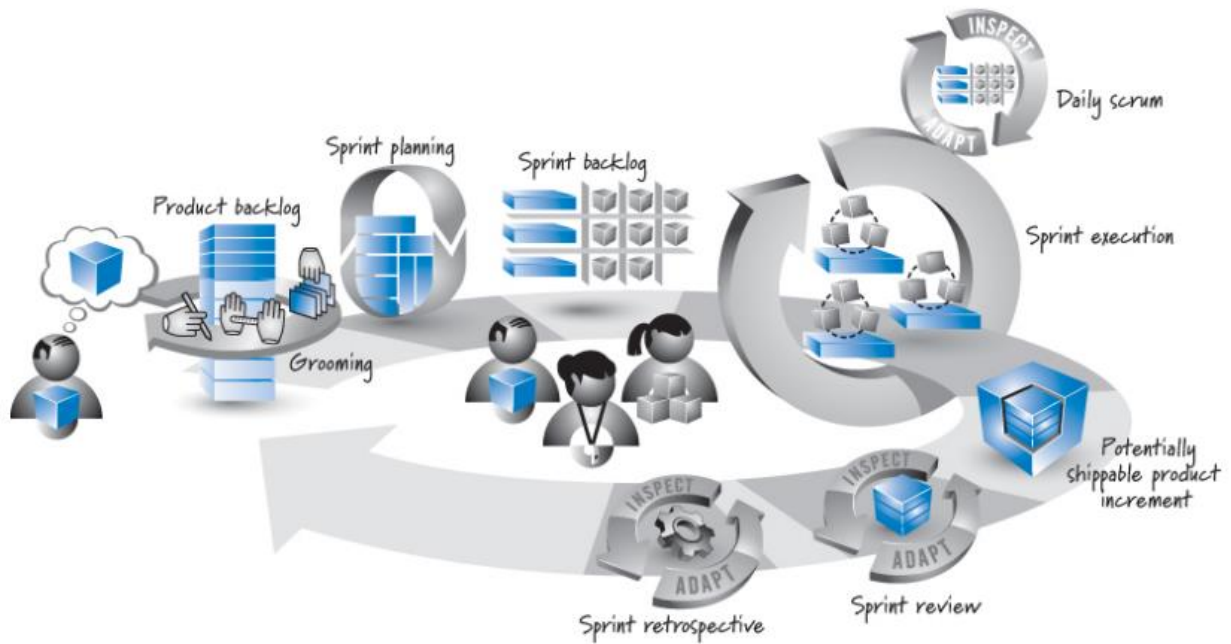 INSPECT
ADAPT
Daily scrum
Sprint planning
Sprint backlog
Product backlog
Sprint execution
Grooming
Potentially
shippable product
increment
INSPECT
ADAPT
Sprint review
INSPECT
ADAPT
Sprint retrospective